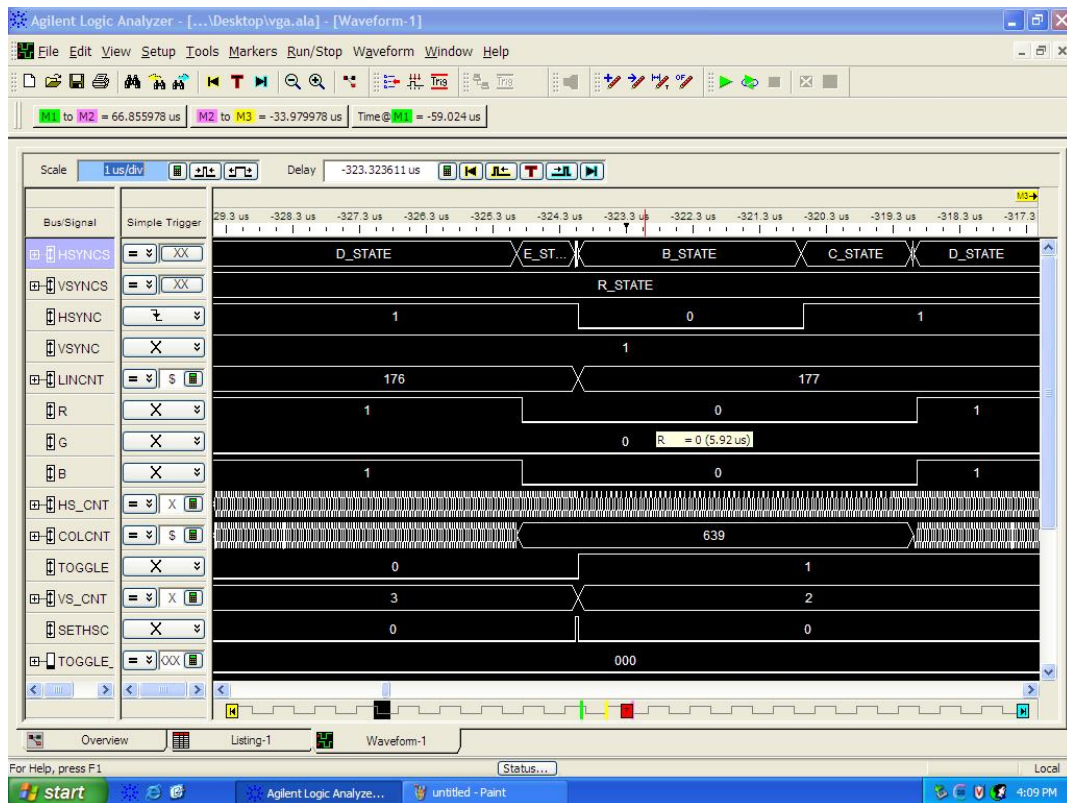 Agilent Logic Analyzer - [...\Desktop\vga.ala] - [Waveform-1]
File Edit View Setup Tools Markers Run/Stop Waveform Window Help
T Trig Trig
M1 to M2 = 66.855978 us M2 to M3 = -33.979978 us Time@M1 = -59.024 us
Scale 1 us/div Delay -323.323611 us T
M3
Bus/Signal Simple Trigger 29.3 us -328.3 us -327.3 us -326.3 us -325.3 us -324.3 us -323.3 us -322.3 us -321.3 us -320.3 us -319.3 us -318.3 us -317.3
HSYNCS = XX D_STATE E_ST... B_STATE C_STATE D_STATE
VSYNCS = XX R_STATE
HSYNC 1 0 1
VSYNC X 1
LINCNT = $ 176 177
R X 1 0 1
G X 0 R = 0 (5.92 us)
B X 1 0 1
HS_CNT = X
COLCNT = $ 639
TOGGLE X 0 1
VS_CNT = X 3 2
SETHSC X 0 0
TOGGLE_ = XXX 000
Overview Listing-1 Waveform-1
For Help, press F1 Status... Local
start Agilent Logic Analyze... untitled - Paint 4:09 PM